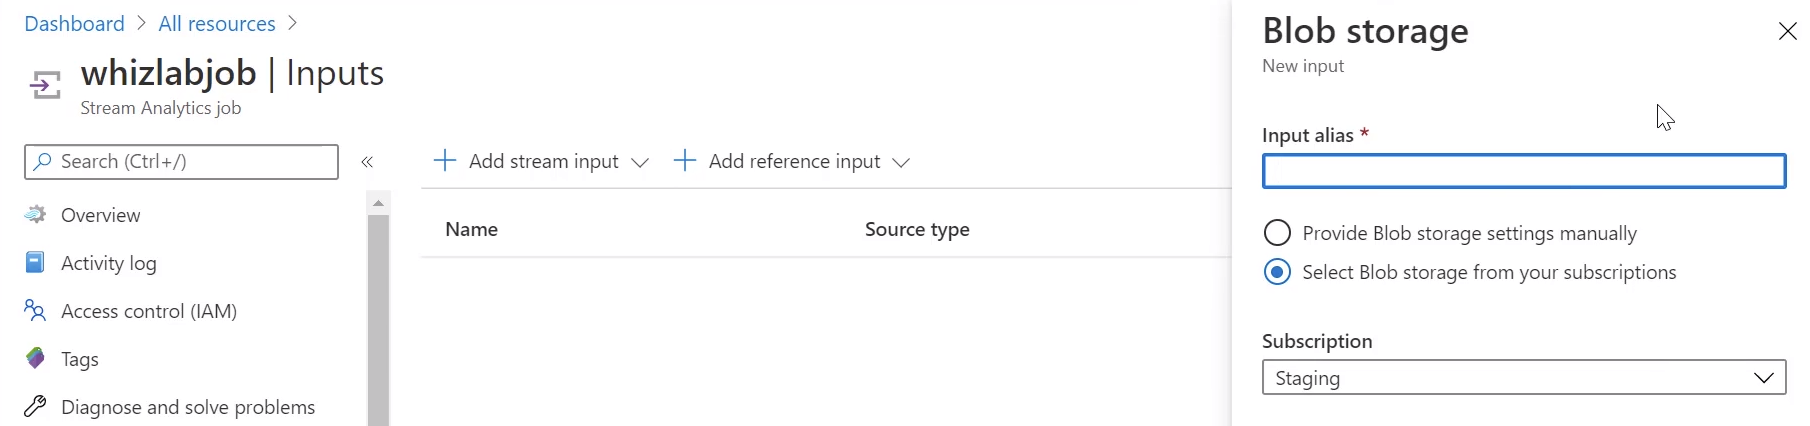 Dashboard > All resources >
whizlabjob | Inputs
Stream Analytics job
Search (Ctrl+/)
«
Overview
Activity log
Access control (IAM)
Tags
Diagnose and solve problems
+ Add stream input
+ Add reference input
Name
Source type
Blob storage
New input
Input alias *
Provide Blob storage settings manually
Select Blob storage from your subscriptions
Subscription
Staging